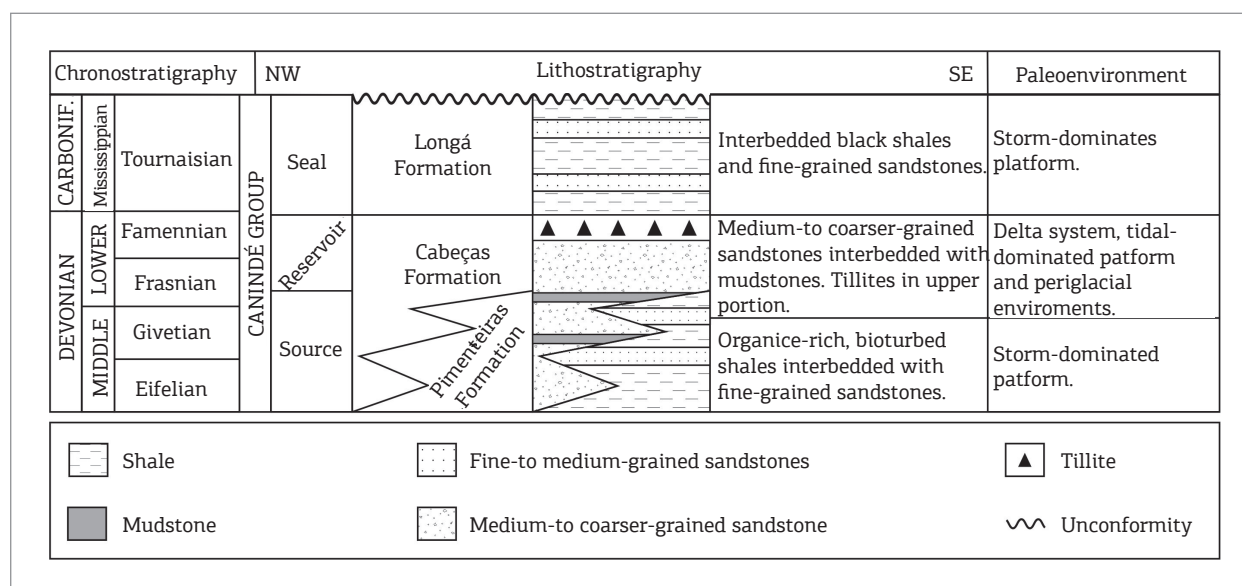 Chronostratigraphy
NW
Lithostratigraphy
SE
Paleoenvironment
CARBONIF.
Mississippian
Tournaisian
CANINDÉ GROUP
Seal
Longá
Formation
Interbedded black shales
and fine-grained sandstones.
Storm-dominates
platform.
DEVONIAN
LOWER
Famennian
Frasnian
Reservoir
Cabeças
Formation
Medium-to coarser-grained
sandstones interbedded with
mudstones. Tillites in upper
portion.
Delta system, tidal-
dominated patform
and periglacial
enviroments.
MIDDLE
Givetian
Eifelian
Source
Pimenteiras
Formation
Organice-rich, bioturbed
shales interbedded with
fine-grained sandstones.
Storm-dominated
patform.
Shale
Fine-to medium-grained sandstones
Tillite
Mudstone
Medium-to coarser-grained sandstone
Unconformity